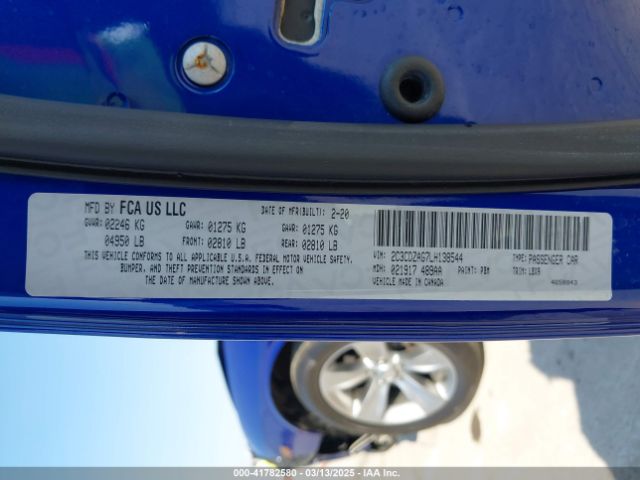 MFD BY FCA US LLC
DATE OF MFR(BUILT): 2-20
GVWR: 02246 KG
GAWR: 01275 KG
GAWR: 01275 KG
04950 LB
FRONT: 02810 LB
REAR: 02810 LB
THIS VEHICLE CONFORMS TO ALL APPLICABLE U.S.A. FEDERAL MOTOR VEHICLE SAFETY,
BUMPER, AND THEFT PREVENTION STANDARDS IN EFFECT ON
THE DATE OF MANUFACTURE SHOWN ABOVE.
VIN: 2C3CDZAG7LH138544
TYPE: PASSENGER CAR
MDH: 021917 489AA
PAINT: PBM
TRIM: LBX9
VEHICLE MADE IN CANADA
000-41782580 - 03/13/2025 - IAA Inc.